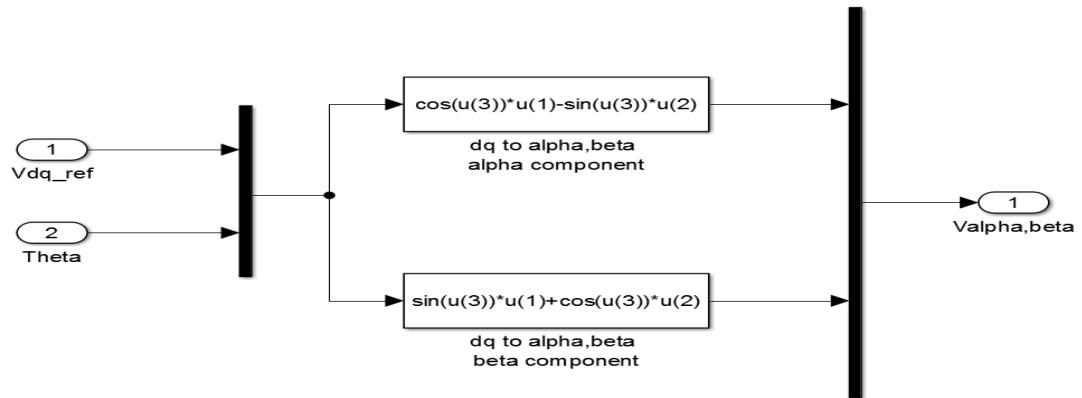 1
Vdq_ref
2
Theta
cos(u(3))*u(1)-sin(u(3))*u(2)
dq to alpha,beta
alpha component
sin(u(3))*u(1)+cos(u(3))*u(2)
dq to alpha,beta
beta component
1
Valpha,beta